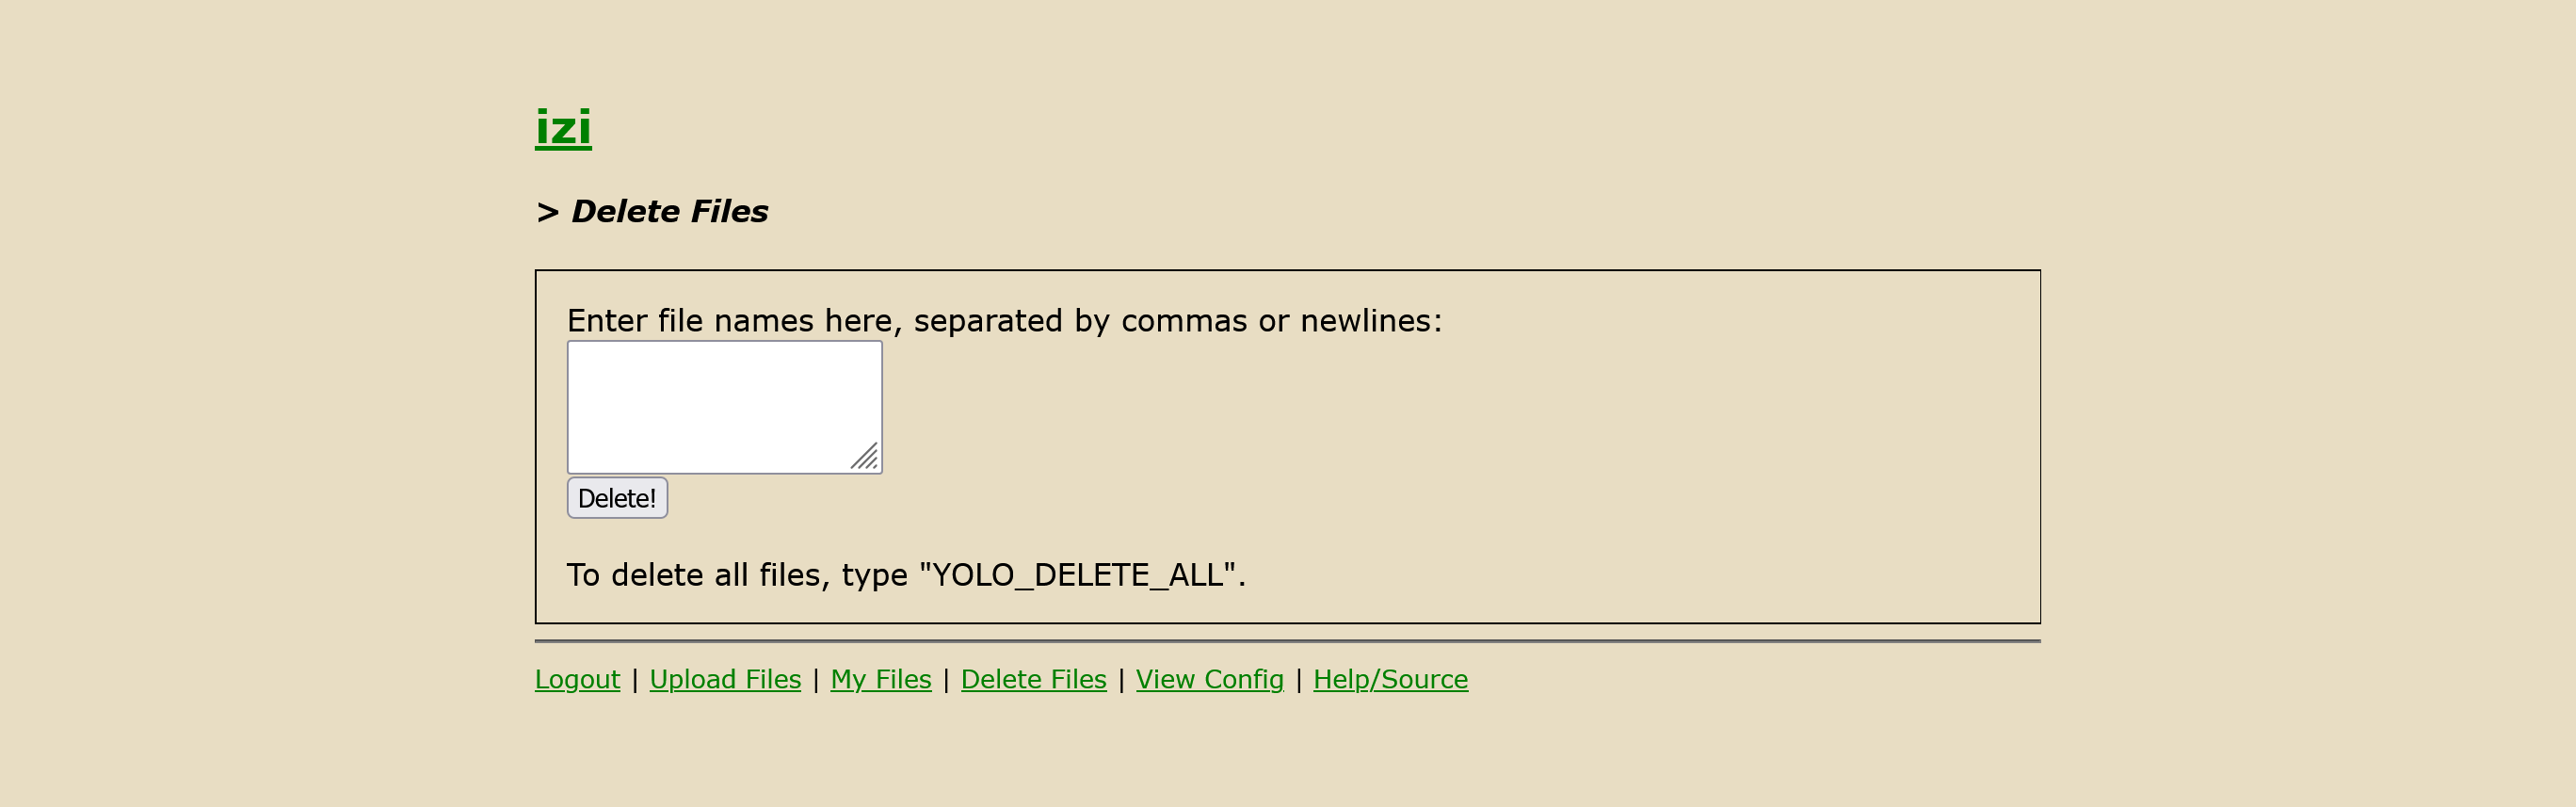 izi
> Delete Files
Enter file names here, separated by commas or newlines:
Delete!
To delete all files, type "YOLO_DELETE_ALL".
Logout | Upload Files | My Files | Delete Files | View Config | Help/Source